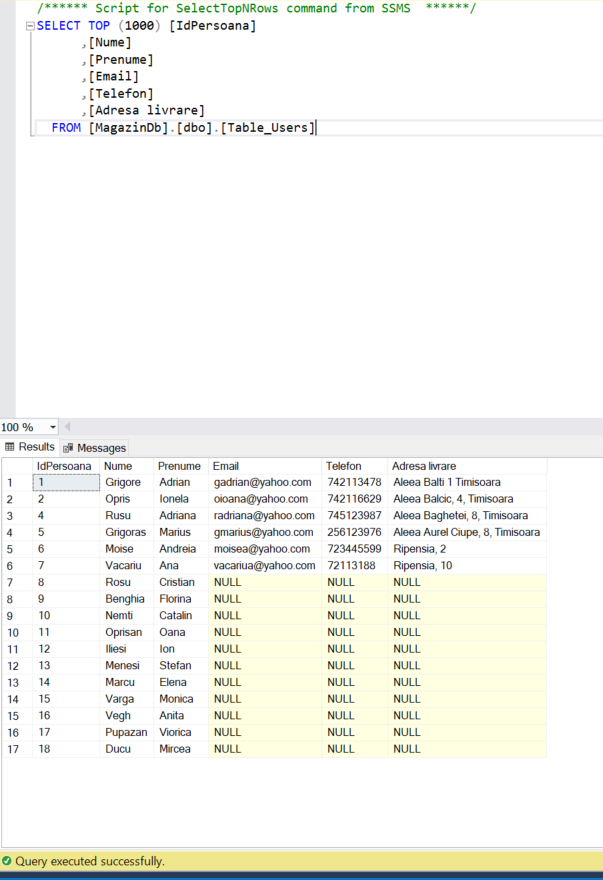 /****** Script for SelectTopNRows command from SSMS  ******/
SELECT TOP (1000) [IdPersoana]
,[Nume]
,[Prenume]
,[Email]
,[Telefon]
,[Adresa livrare]
FROM [MagazinDb].[dbo].[Table_Users]
100 %
Results Messages
IdPersoana Nume Prenume Email Telefon Adresa livrare
1 1 Grigore Adrian gadrian@yahoo.com 742113478 Aleea Balti 1 Timisoara
2 2 Opris Ionela oioana@yahoo.com 742116629 Aleea Balcic, 4, Timisoara
3 4 Rusu Adriana radriana@yahoo.com 745123987 Aleea Baghetei, 8, Timisoara
4 5 Grigoras Marius gmarius@yahoo.com 256123976 Aleea Aurel Ciupe, 8, Timisoara
5 6 Moise Andreia moisea@yahoo.com 723445599 Ripensia, 2
6 7 Vacariu Ana vacariua@yahoo.com 72113188 Ripensia, 10
7 8 Rosu Cristian NULL NULL NULL
8 9 Benghia Florina NULL NULL NULL
9 10 Nemti Catalin NULL NULL NULL
10 11 Oprisan Oana NULL NULL NULL
11 12 Iliesi Ion NULL NULL NULL
12 13 Menesi Stefan NULL NULL NULL
13 14 Marcu Elena NULL NULL NULL
14 15 Varga Monica NULL NULL NULL
15 16 Vegh Anita NULL NULL NULL
16 17 Pupazan Viorica NULL NULL NULL
17 18 Ducu Mircea NULL NULL NULL
Query executed successfully.